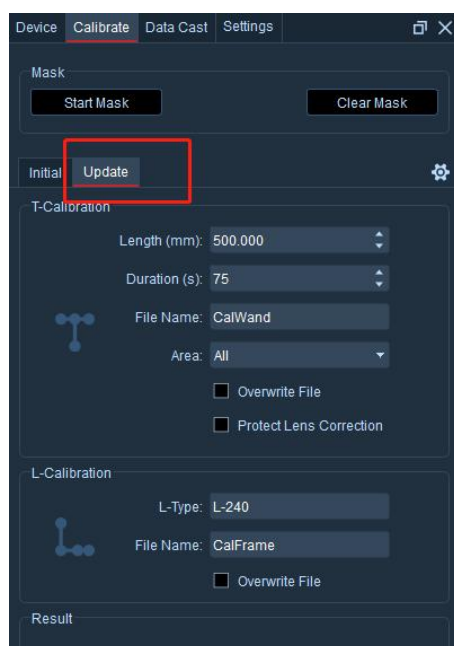 Device Calibrate Data Cast Settings
Mask
Start Mask Clear Mask
Initial Update
T-Calibration
Length (mm): 500.000
Duration (s): 75
File Name: CalWand
Area: All
Overwrite File
Protect Lens Correction
L-Calibration
L-Type: L-240
File Name: CalFrame
Overwrite File
Result